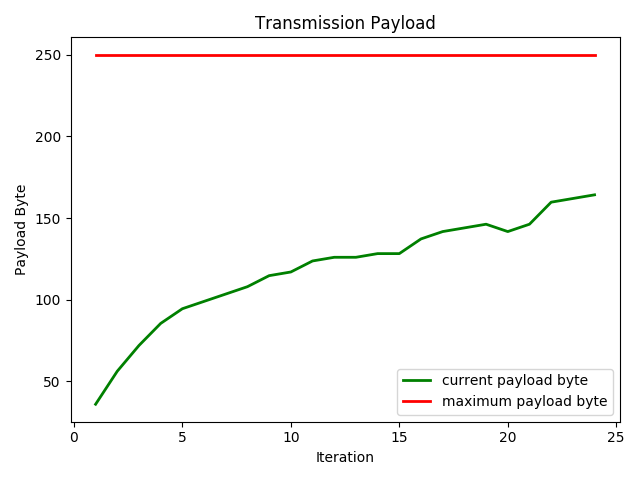 Transmission Payload
250
200
150
100
50
Payload Byte
0
5
10
15
20
25
Iteration
current payload byte
maximum payload byte